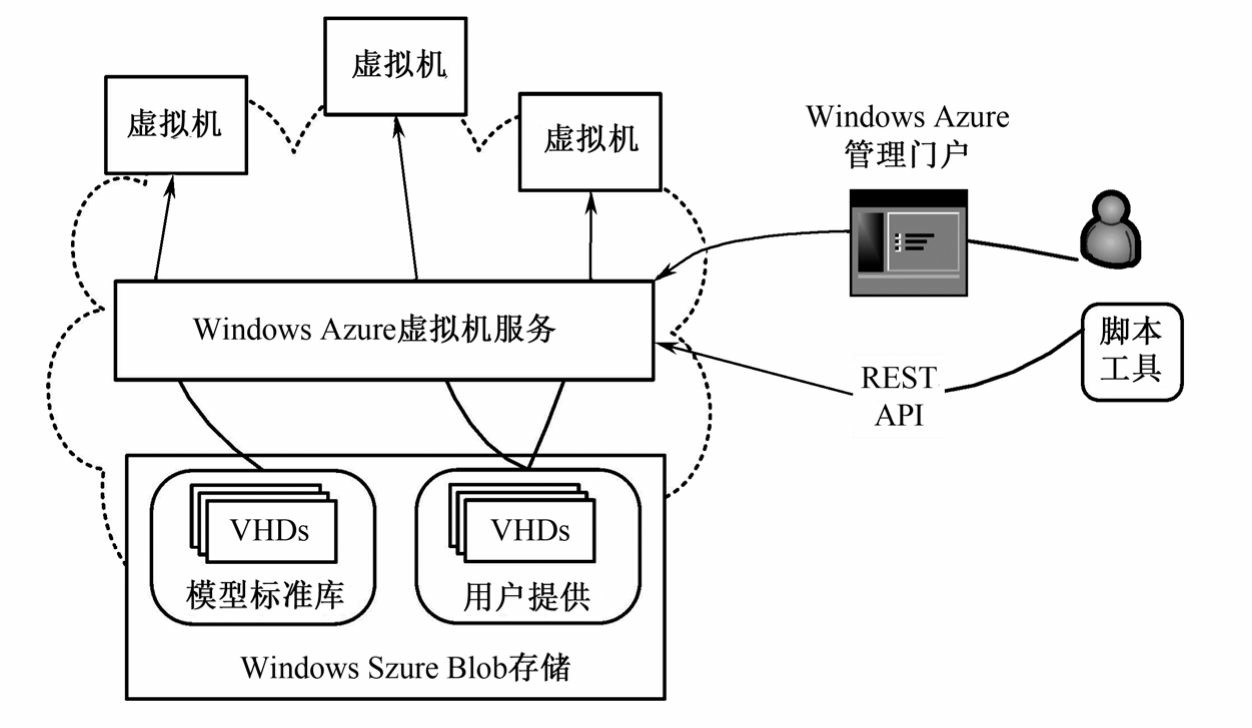 虚拟机
虚拟机
虚拟机
Windows Azure
管理门户
Windows Azure虚拟机服务
脚本
工具
REST
API
VHDs
模型标准库
VHDs
用户提供
Windows Szure Blob存储